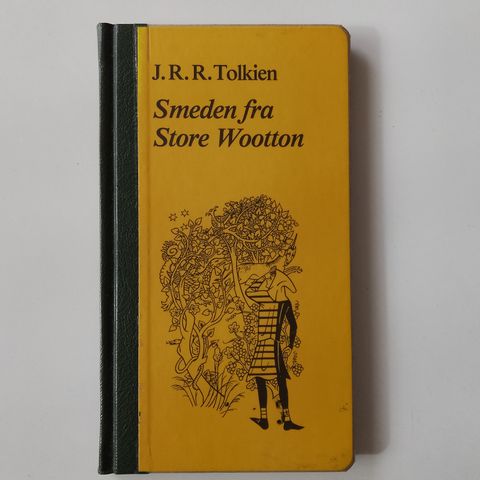 J. R. R. Tolkien
Smeden fra
Store Wootton